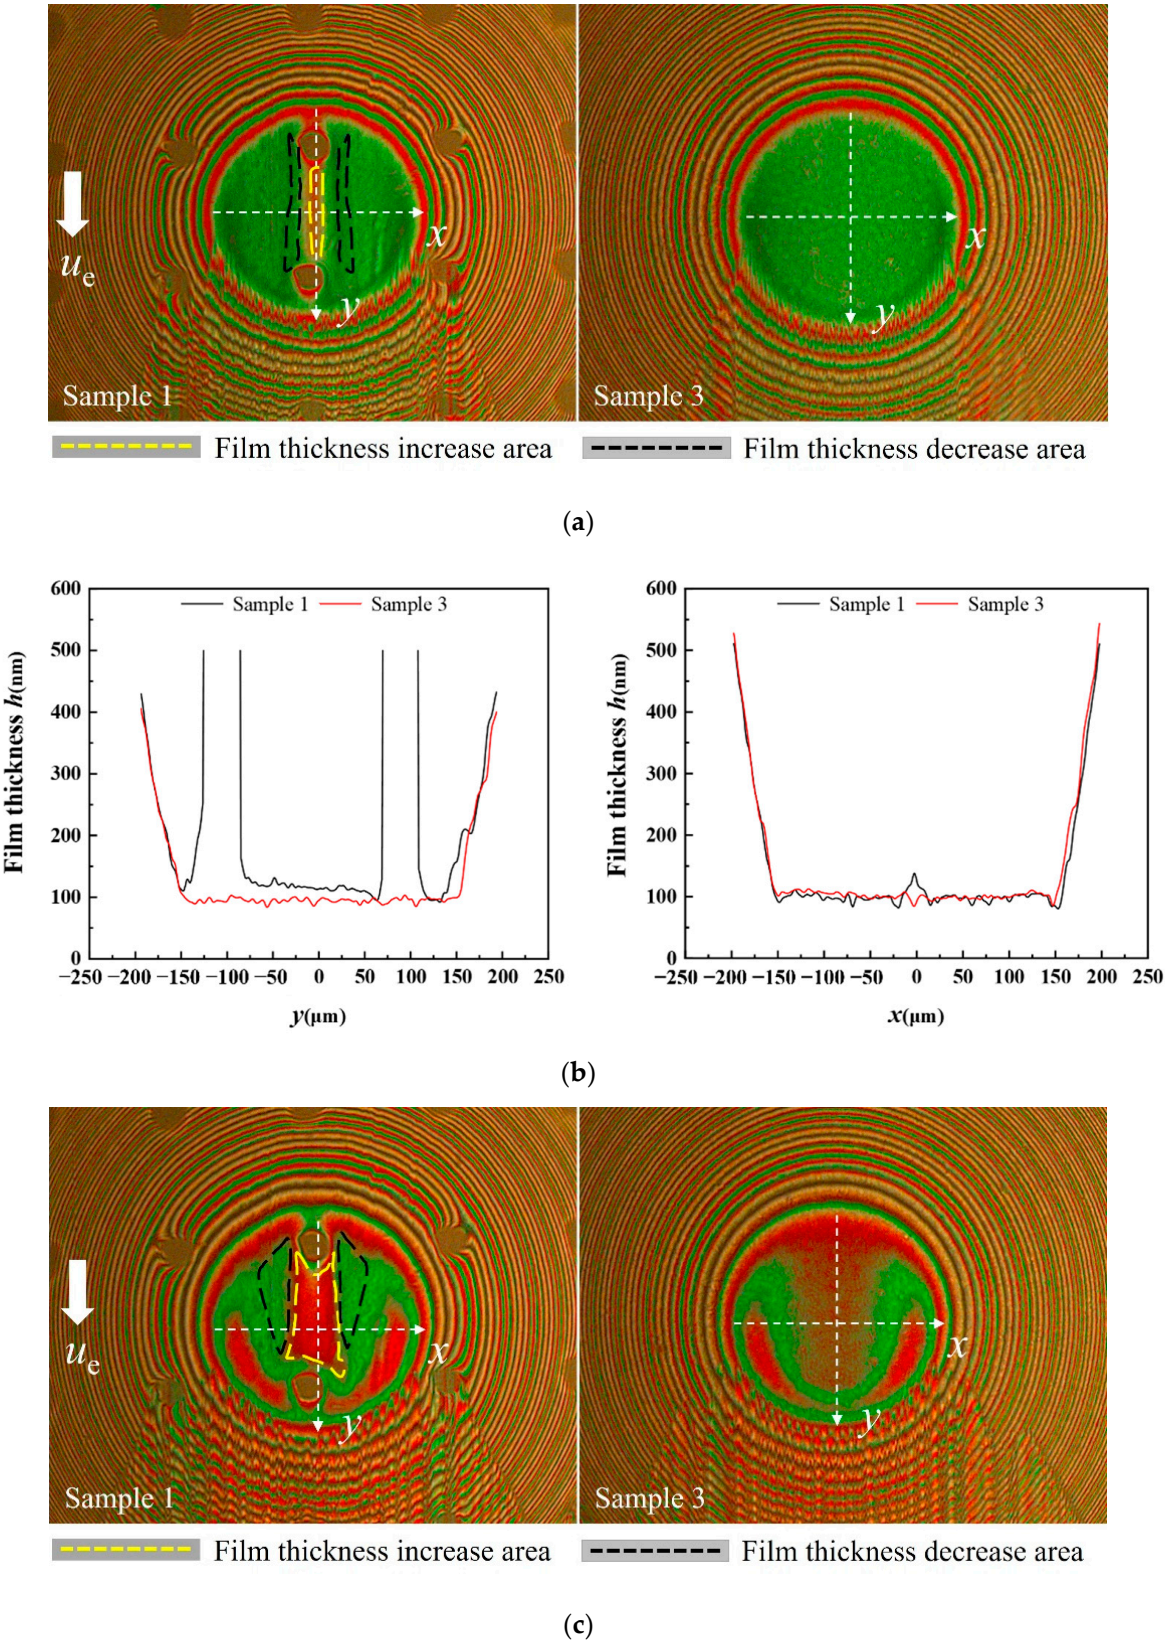 x
y
uₑ
Sample 1
x
y
Sample 3
Film thickness increase area
Film thickness decrease area
(a)
Film thickness h(nm)
600
500
400
300
200
100
0
Sample 1
Sample 3
−250 −200 −150 −100 −50 0 50 100 150 200 250
y(μm)
Film thickness h(nm)
600
500
400
300
200
100
0
Sample 1
Sample 3
−250 −200 −150 −100 −50 0 50 100 150 200 250
x(μm)
(b)
x
y
uₑ
Sample 1
x
y
Sample 3
Film thickness increase area
Film thickness decrease area
(c)